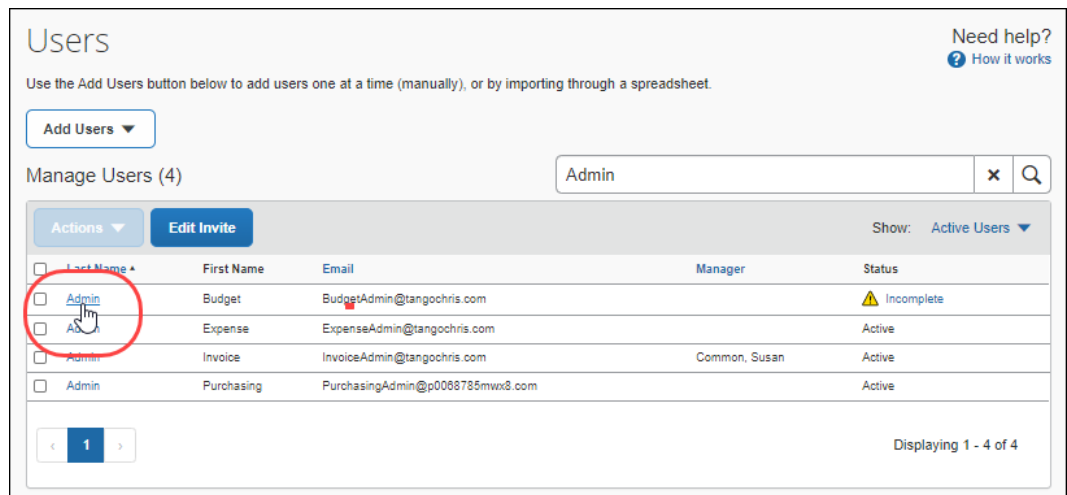 Users
Need help?
? How it works
Use the Add Users button below to add users one at a time (manually), or by importing through a spreadsheet.
Add Users
Manage Users (4)
Admin
Actions
Edit Invite
Show: Active Users
Last Name First Name Email Manager Status
Admin Budget BudgetAdmin@tangochris.com Incomplete
Admin Expense ExpenseAdmin@tangochris.com Active
Admin Invoice InvoiceAdmin@tangochris.com Common, Susan Active
Admin Purchasing PurchasingAdmin@p0068785mwx8.com Active
1
Displaying 1 - 4 of 4